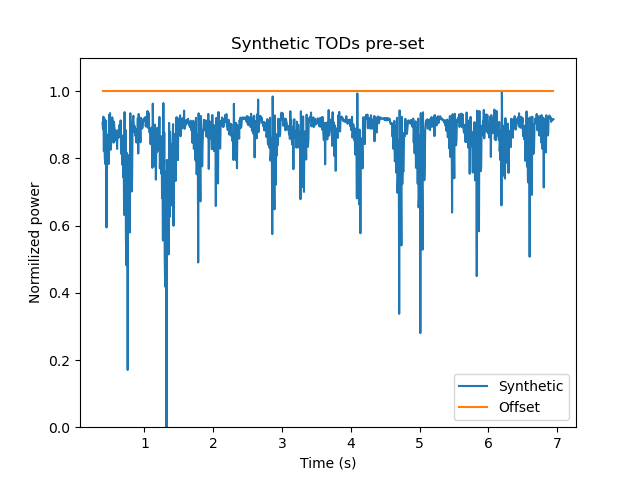 Synthetic TODs pre-set
Normilized power
1.0
0.8
0.6
0.4
0.2
0.0
1 2 3 4 5 6 7
Time (s)
Synthetic
Offset